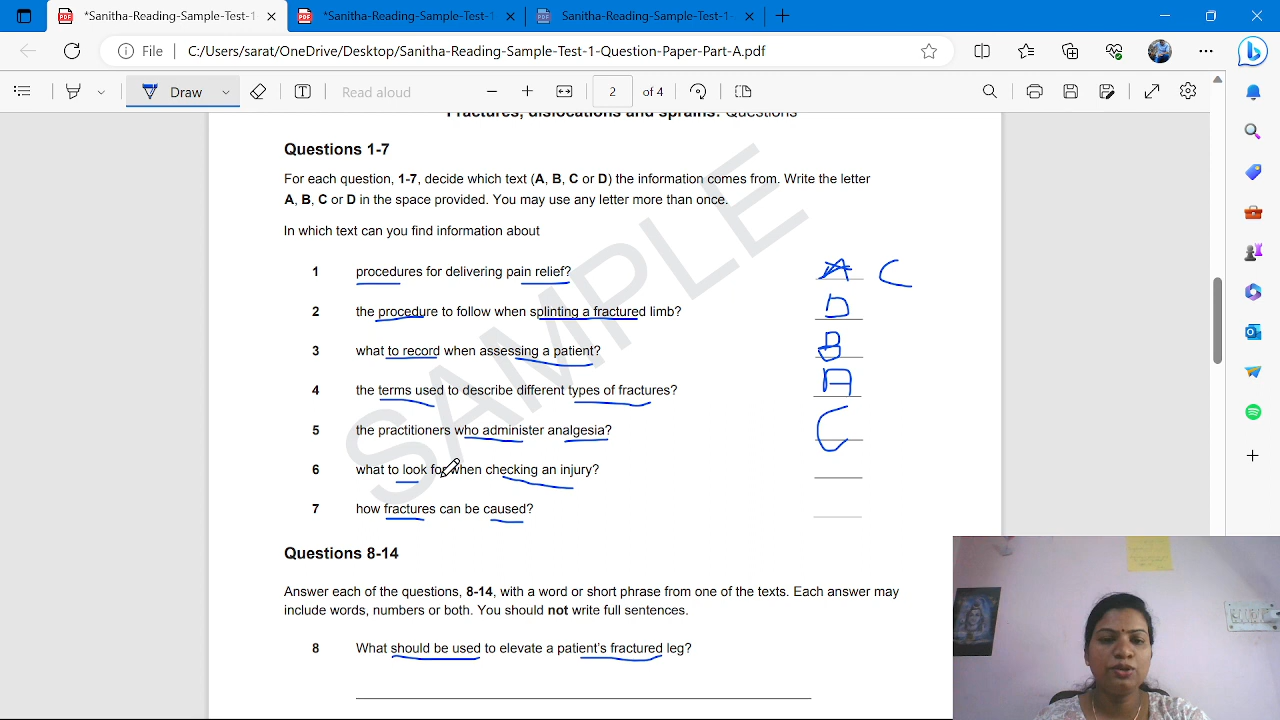 *Sanitha-Reading-Sample-Test-1
*Sanitha-Reading-Sample-Test-1
Sanitha-Reading-Sample-Test-1-
File
C:/Users/sarat/OneDrive/Desktop/Sanitha-Reading-Sample-Test-1-Question-Paper-Part-A.pdf
Draw
Read aloud
2 of 4
Fractures, dislocations and sprains: Questions
Questions 1-7
For each question, 1-7, decide which text (A, B, C or D) the information comes from. Write the letter
A, B, C or D in the space provided. You may use any letter more than once.
In which text can you find information about
1 procedures for delivering pain relief? A C
2 the procedure to follow when splinting a fractured limb? D
3 what to record when assessing a patient? B
4 the terms used to describe different types of fractures? A
5 the practitioners who administer analgesia? C
6 what to look for when checking an injury?
7 how fractures can be caused?
SAMPLE
Questions 8-14
Answer each of the questions, 8-14, with a word or short phrase from one of the texts. Each answer may
include words, numbers or both. You should not write full sentences.
8 What should be used to elevate a patient's fractured leg?